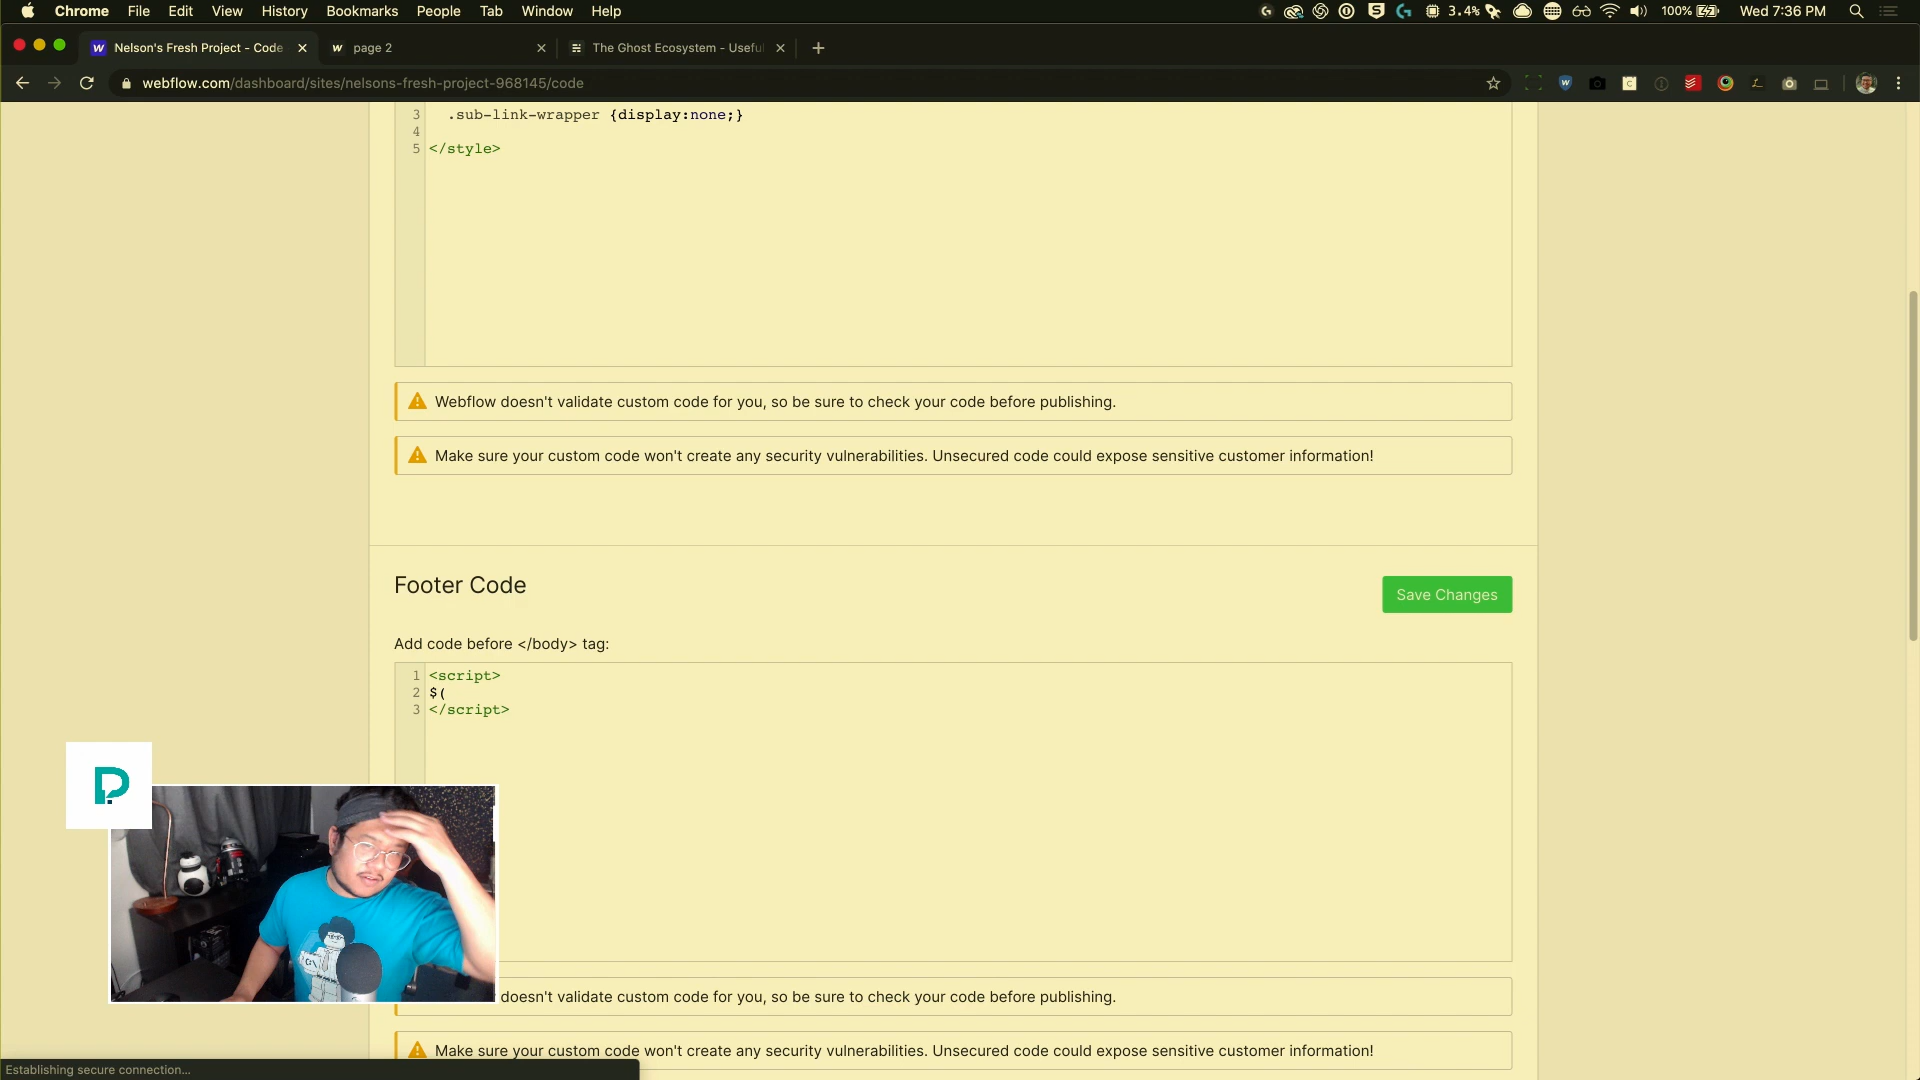 Chrome File Edit View History Bookmarks People Tab Window Help 3.4% 100% Wed 7:36 PM
Nelson's Fresh Project - Code page 2 The Ghost Ecosystem - Useful
webflow.com/dashboard/sites/nelsons-fresh-project-968145/code
3 .sub-link-wrapper {display:none;}
4
5 </style>
Webflow doesn't validate custom code for you, so be sure to check your code before publishing.
Make sure your custom code won't create any security vulnerabilities. Unsecured code could expose sensitive customer information!
Footer Code
Save Changes
Add code before </body> tag:
1 <script>
2 $(
3 </script>
doesn't validate custom code for you, so be sure to check your code before publishing.
Make sure your custom code won't create any security vulnerabilities. Unsecured code could expose sensitive customer information!
Establishing secure connection...